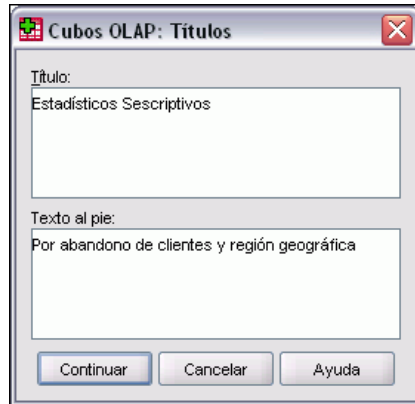 Cubos OLAP: Títulos
Título:
Estadísticos Sescriptivos
Texto al pie:
Por abandono de clientes y región geográfica
Continuar
Cancelar
Ayuda